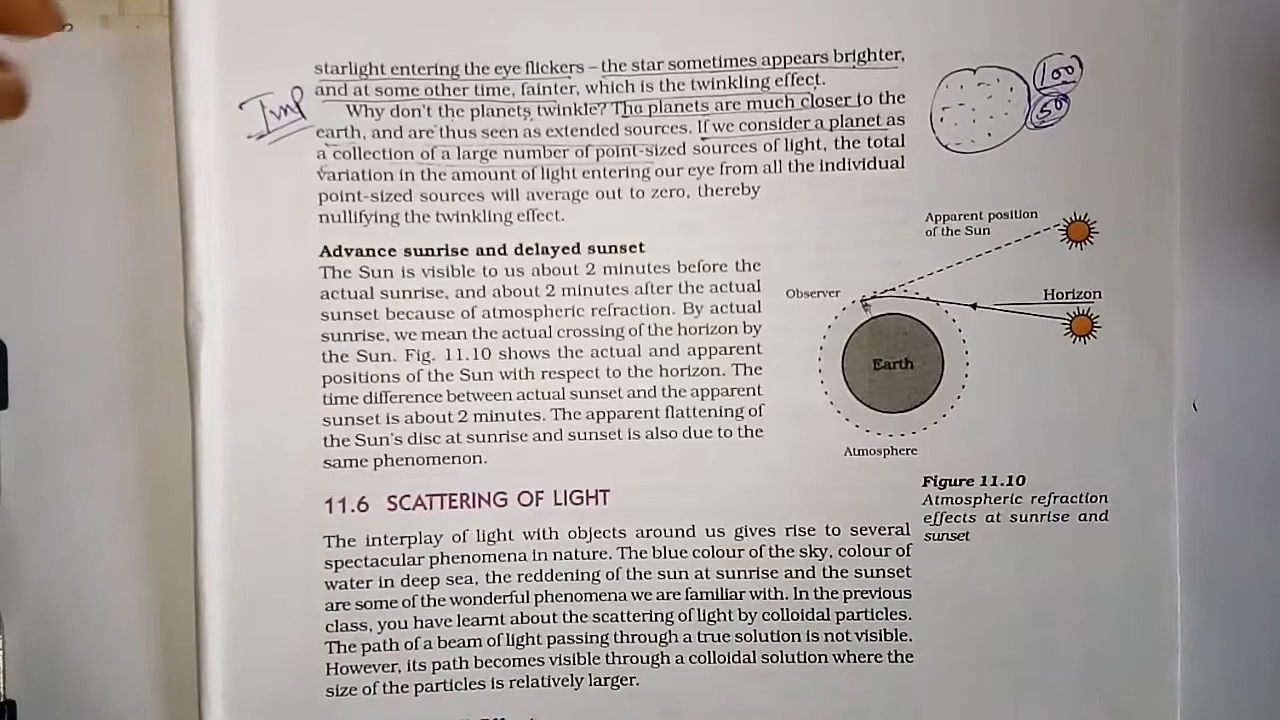 starlight entering the eye flickers – the star sometimes appears brighter,
and at some other time, fainter, which is the twinkling effect.
Imp
Why don't the planets twinkle? The planets are much closer to the
earth, and are thus seen as extended sources. If we consider a planet as
a collection of a large number of point-sized sources of light, the total
variation in the amount of light entering our eye from all the individual
point-sized sources will average out to zero, thereby
nullifying the twinkling effect.
100
Advance sunrise and delayed sunset
The Sun is visible to us about 2 minutes before the
actual sunrise, and about 2 minutes after the actual
sunset because of atmospheric refraction. By actual
sunrise, we mean the actual crossing of the horizon by
the Sun. Fig. 11.10 shows the actual and apparent
positions of the Sun with respect to the horizon. The
time difference between actual sunset and the apparent
sunset is about 2 minutes. The apparent flattening of
the Sun's disc at sunrise and sunset is also due to the
same phenomenon.
Apparent position
of the Sun
Observer
Horizon
Earth
Atmosphere
Figure 11.10
Atmospheric refraction
effects at sunrise and
sunset
11.6 SCATTERING OF LIGHT
The interplay of light with objects around us gives rise to several
spectacular phenomena in nature. The blue colour of the sky, colour of
water in deep sea, the reddening of the sun at sunrise and the sunset
are some of the wonderful phenomena we are familiar with. In the previous
class, you have learnt about the scattering of light by colloidal particles.
The path of a beam of light passing through a true solution is not visible.
However, its path becomes visible through a colloidal solution where the
size of the particles is relatively larger.